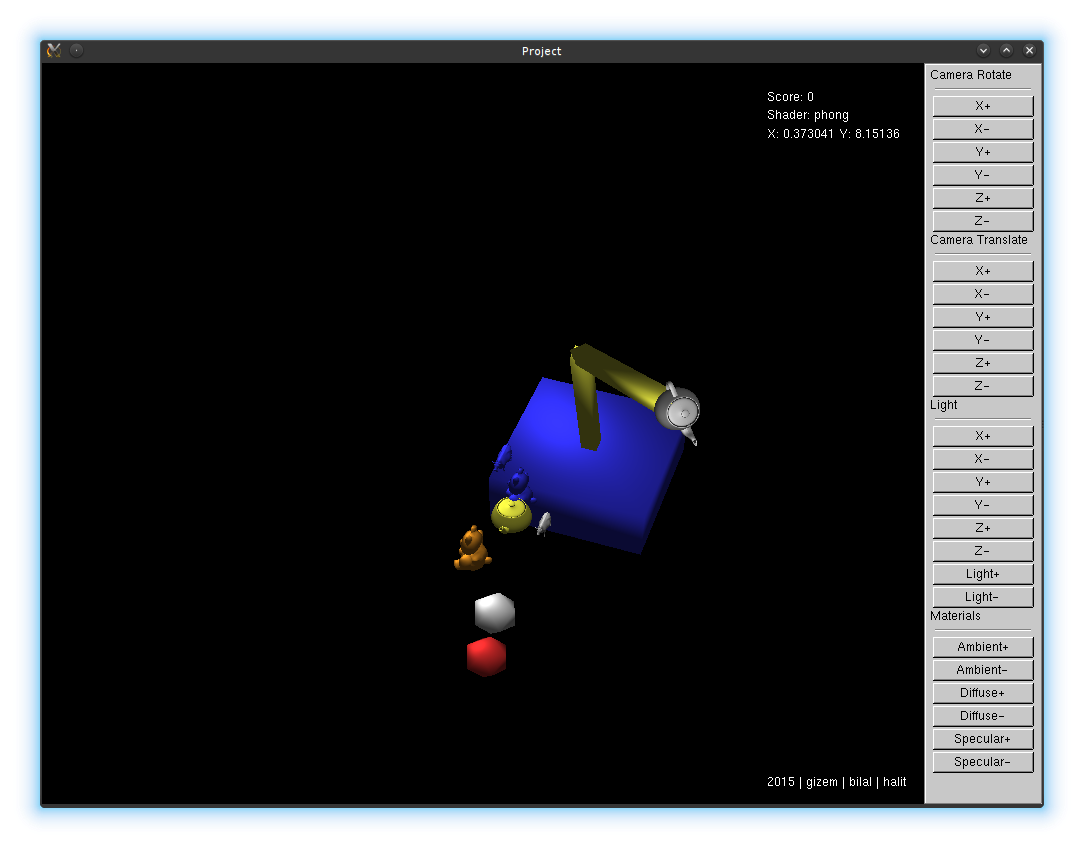 Project
Score: 0
Shader: phong
X: 0.373041 Y: 8.15136
2015 | gizem | bilal | halit
Camera Rotate
X+
X-
Y+
Y-
Z+
Z-
Camera Translate
X+
X-
Y+
Y-
Z+
Z-
Light
X+
X-
Y+
Y-
Z+
Z-
Light+
Light-
Materials
Ambient+
Ambient-
Diffuse+
Diffuse-
Specular+
Specular-